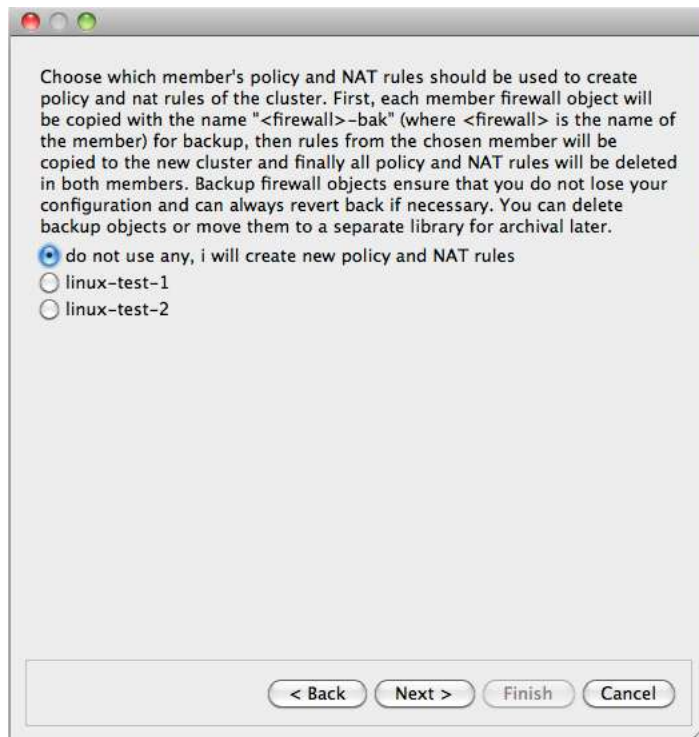 Choose which member's policy and NAT rules should be used to create
policy and nat rules of the cluster. First, each member firewall object will
be copied with the name "<firewall>-bak" (where <firewall> is the name of
the member) for backup, then rules from the chosen member will be
copied to the new cluster and finally all policy and NAT rules will be deleted
in both members. Backup firewall objects ensure that you do not lose your
configuration and can always revert back if necessary. You can delete
backup objects or move them to a separate library for archival later.
do not use any, i will create new policy and NAT rules
linux-test-1
linux-test-2
< Back Next > Finish Cancel